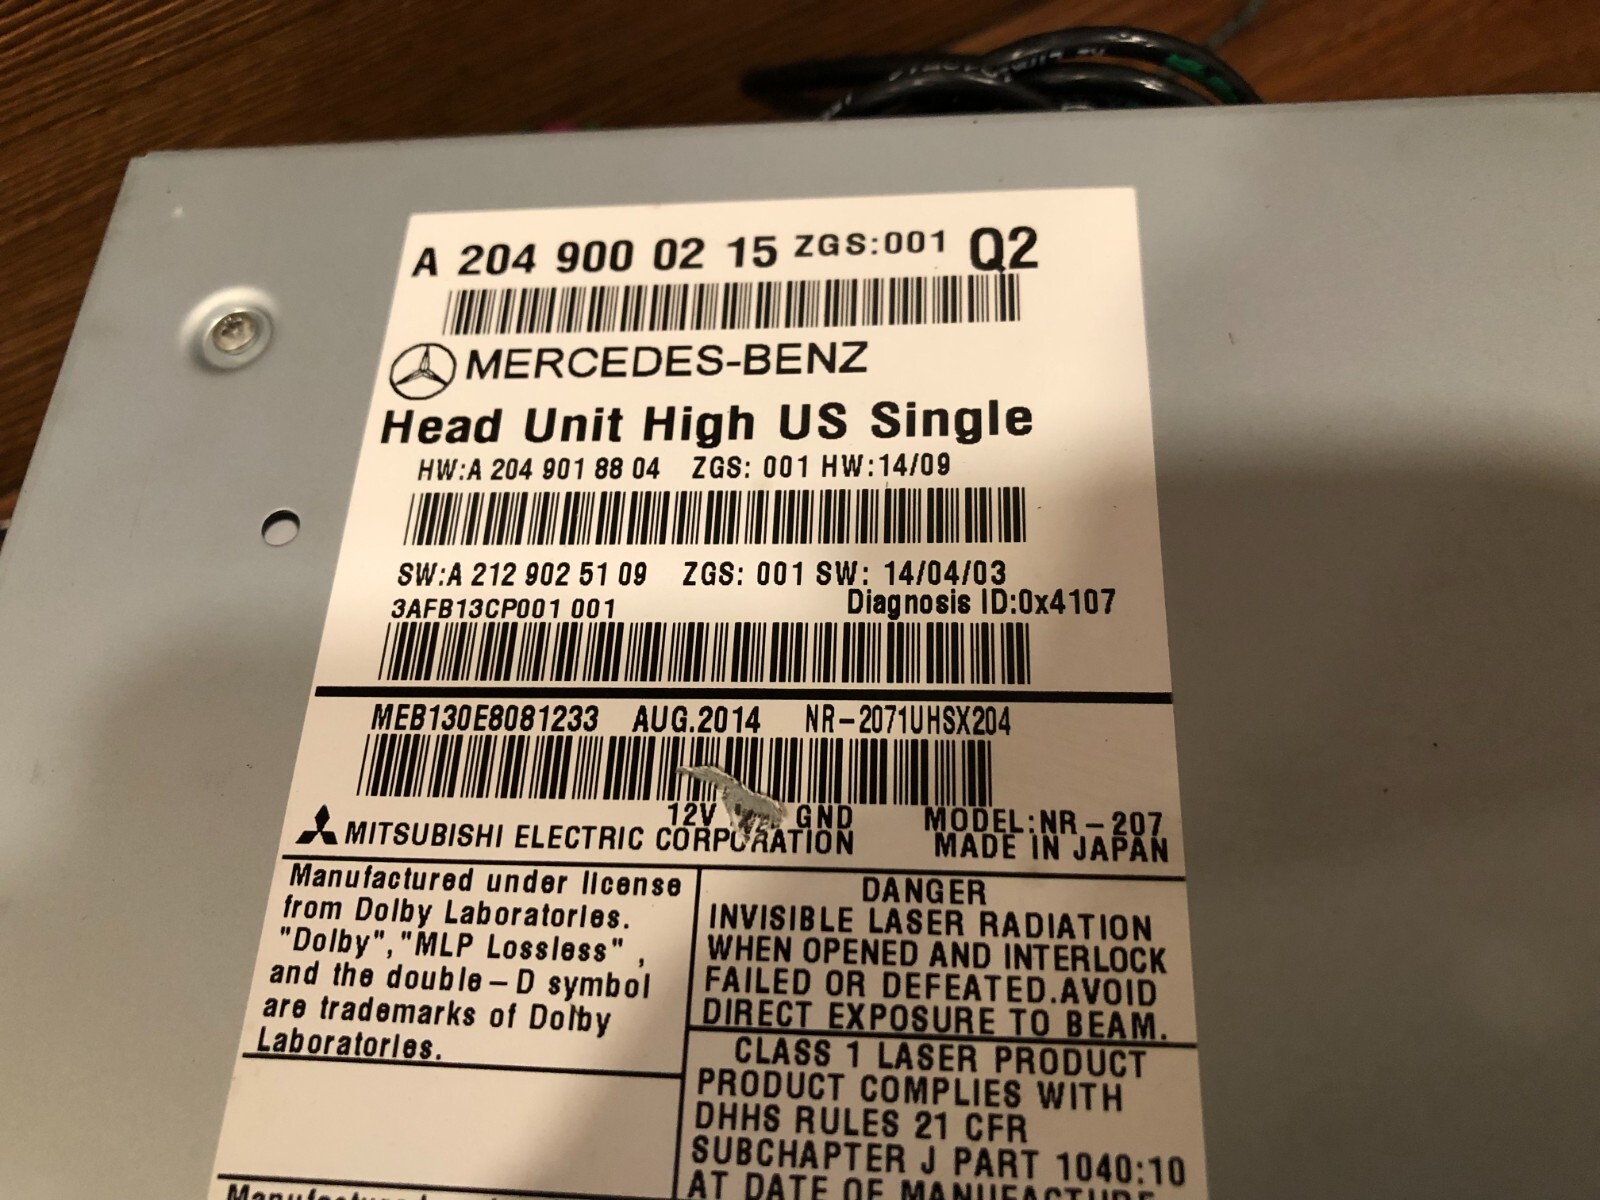 A 204 900 02 15 ZGS:001 Q2
MERCEDES-BENZ
Head Unit High US Single
HW:A 204 901 88 04 ZGS: 001 HW:14/09
SW:A 212 902 51 09 ZGS: 001 SW: 14/04/03
3AFB13CP001 001 Diagnosis ID:0x4107
MEB130E8081233 AUG.2014 NR-2071UHSX204
12V GND MODEL:NR-207
MITSUBISHI ELECTRIC CORPORATION MADE IN JAPAN
Manufactured under license
from Dolby Laboratories.
"Dolby","MLP Lossless",
and the double-D symbol
are trademarks of Dolby
Laboratories.
DANGER
INVISIBLE LASER RADIATION
WHEN OPENED AND INTERLOCK
FAILED OR DEFEATED.AVOID
DIRECT EXPOSURE TO BEAM.
CLASS 1 LASER PRODUCT
PRODUCT COMPLIES WITH
DHHS RULES 21 CFR
SUBCHAPTER J PART 1040:10
AT DATE OF MANUFACTURE
Manufactured